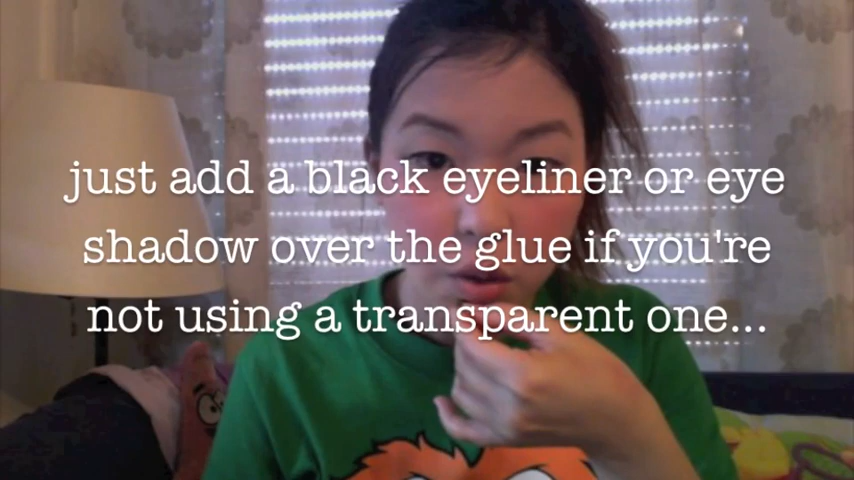 just add a black eyeliner or eye
shadow over the glue if you're
not using a transparent one...